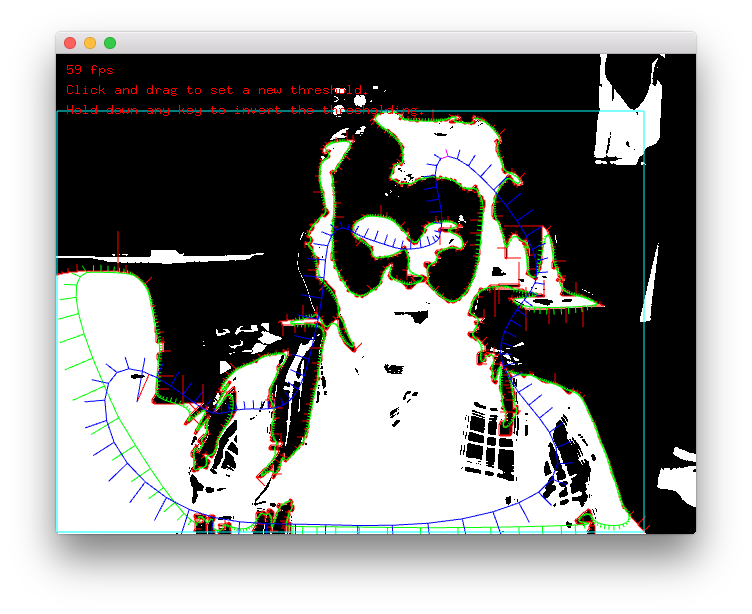 59 fps
Click and drag to set a new threshold.
Hold down any key to invert the thresholding.